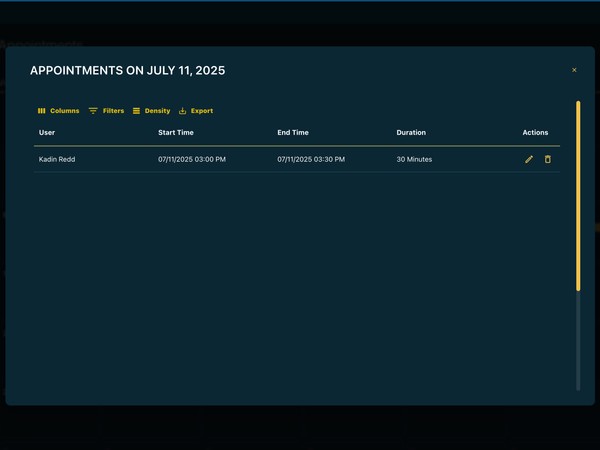 Appointments
APPOINTMENTS ON JULY 11, 2025
×
Columns Filters Density Export
User Start Time End Time Duration Actions
Kadin Redd 07/11/2025 03:00 PM 07/11/2025 03:30 PM 30 Minutes